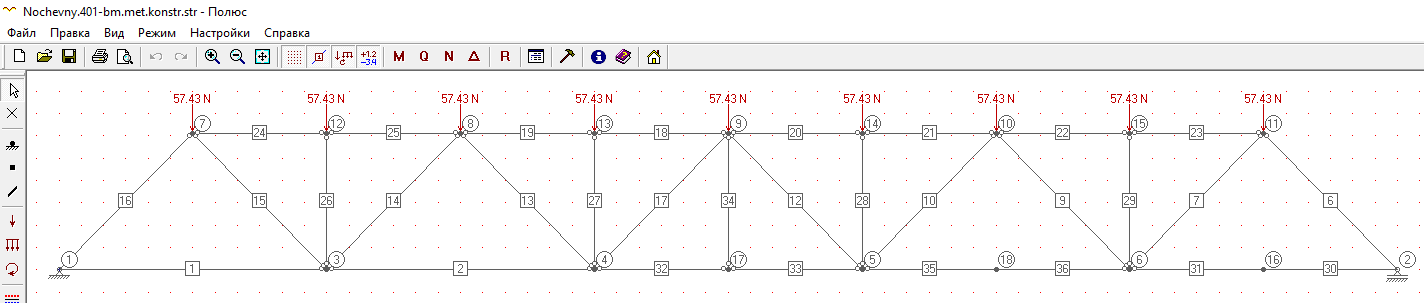 Nochevny.401-bm.met.konstr.str - Полюс
Файл Правка Вид Режим Настройки Справка
+1.2 -3.4 M Q N Δ R
57.43 N 57.43 N 57.43 N 57.43 N 57.43 N 57.43 N 57.43 N 57.43 N 57.43 N
7 24 12 25 8 19 13 18 9 20 14 21 10 22 15 23 11
16 15 26 14 13 27 17 34 12 28 10 9 29 7 6
1 1 3 2 4 32 17 33 5 35 18 36 6 31 16 30 2